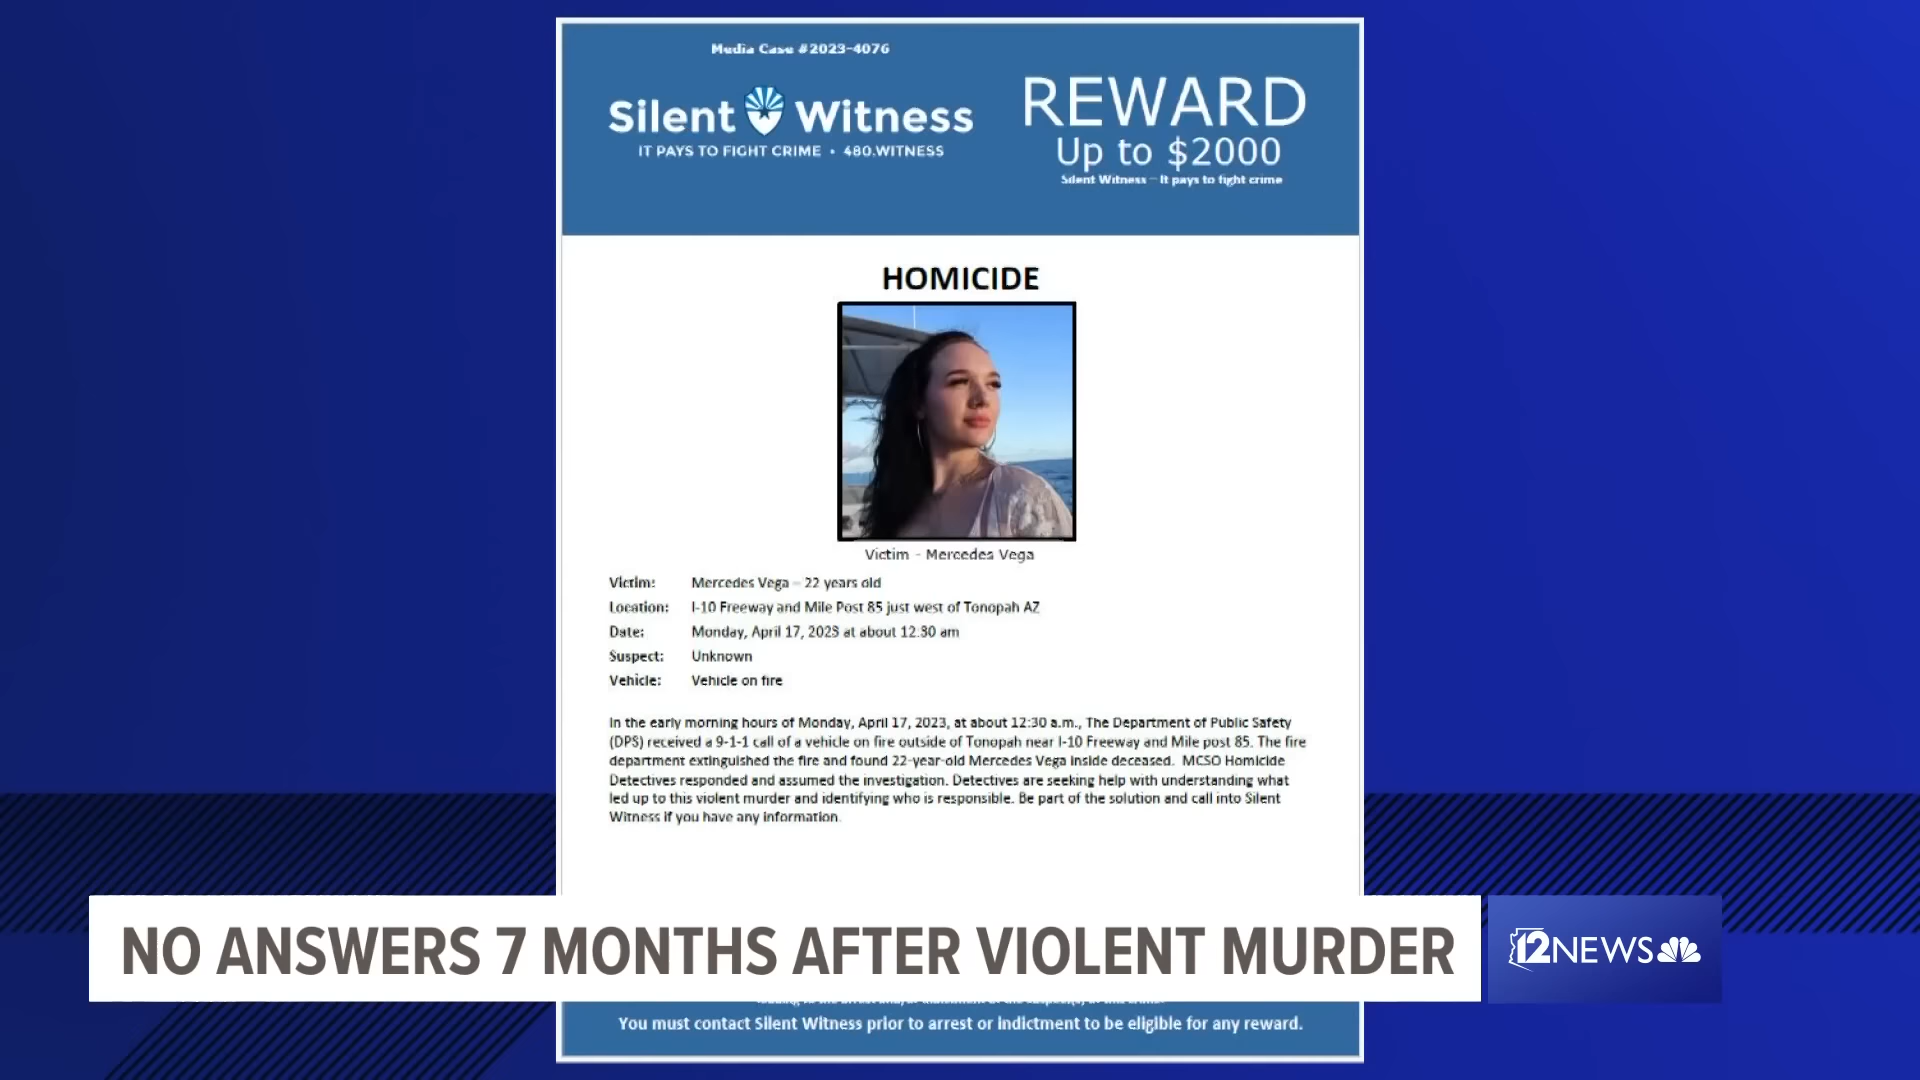 Media Case #2023-4076
Silent Witness
IT PAYS TO FIGHT CRIME • 480.WITNESS
REWARD
Up to $2000
Silent Witness – It pays to fight crime
HOMICIDE
Victim - Mercedes Vega
Victim: Mercedes Vega – 22 years old
Location: I-10 Freeway and Mile Post 85 just west of Tonopah AZ
Date: Monday, April 17, 2023 at about 12:30 am
Suspect: Unknown
Vehicle: Vehicle on fire
In the early morning hours of Monday, April 17, 2023, at about 12:30 a.m., The Department of Public Safety
(DPS) received a 9-1-1 call of a vehicle on fire outside of Tonopah near I-10 Freeway and Mile post 85. The fire
department extinguished the fire and found 22-year-old Mercedes Vega inside deceased. MCSO Homicide
Detectives responded and assumed the investigation. Detectives are seeking help with understanding what
led up to this violent murder and identifying who is responsible. Be part of the solution and call into Silent
Witness if you have any information.
NO ANSWERS 7 MONTHS AFTER VIOLENT MURDER
12NEWS
You must contact Silent Witness prior to arrest or indictment to be eligible for any reward.